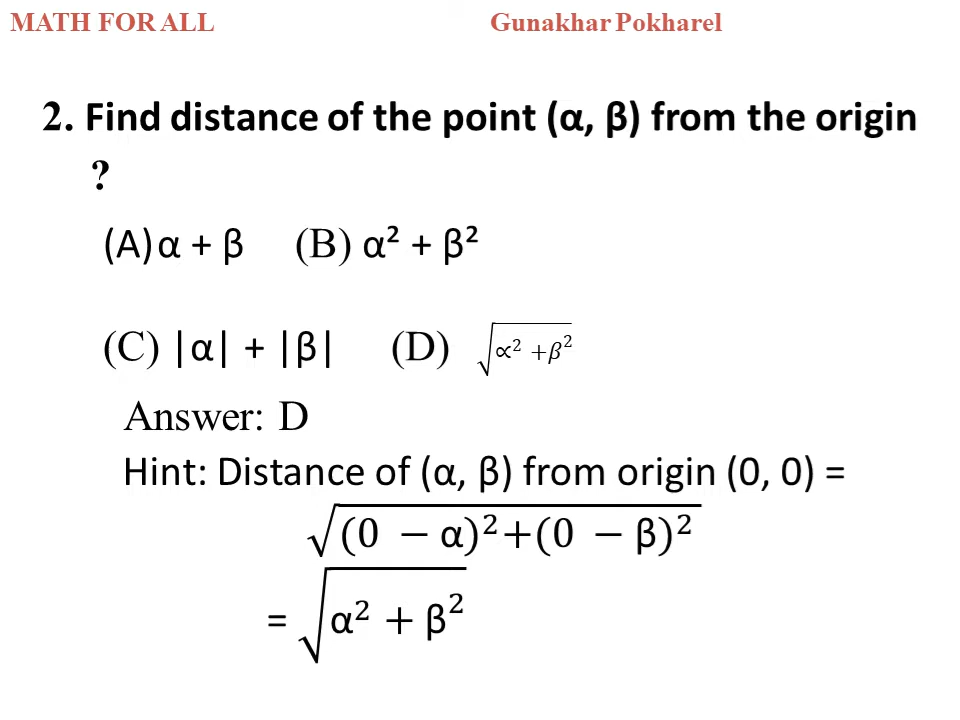 MATH FOR ALL Gunakhar Pokharel
2. Find distance of the point (α, β) from the origin
?
(A) α + β (B) α² + β²
(C) |α| + |β| (D) √∝² +β²
Answer: D
Hint: Distance of (α, β) from origin (0, 0) =
√(0 − α)²+(0 − β)²
= √α² + β²